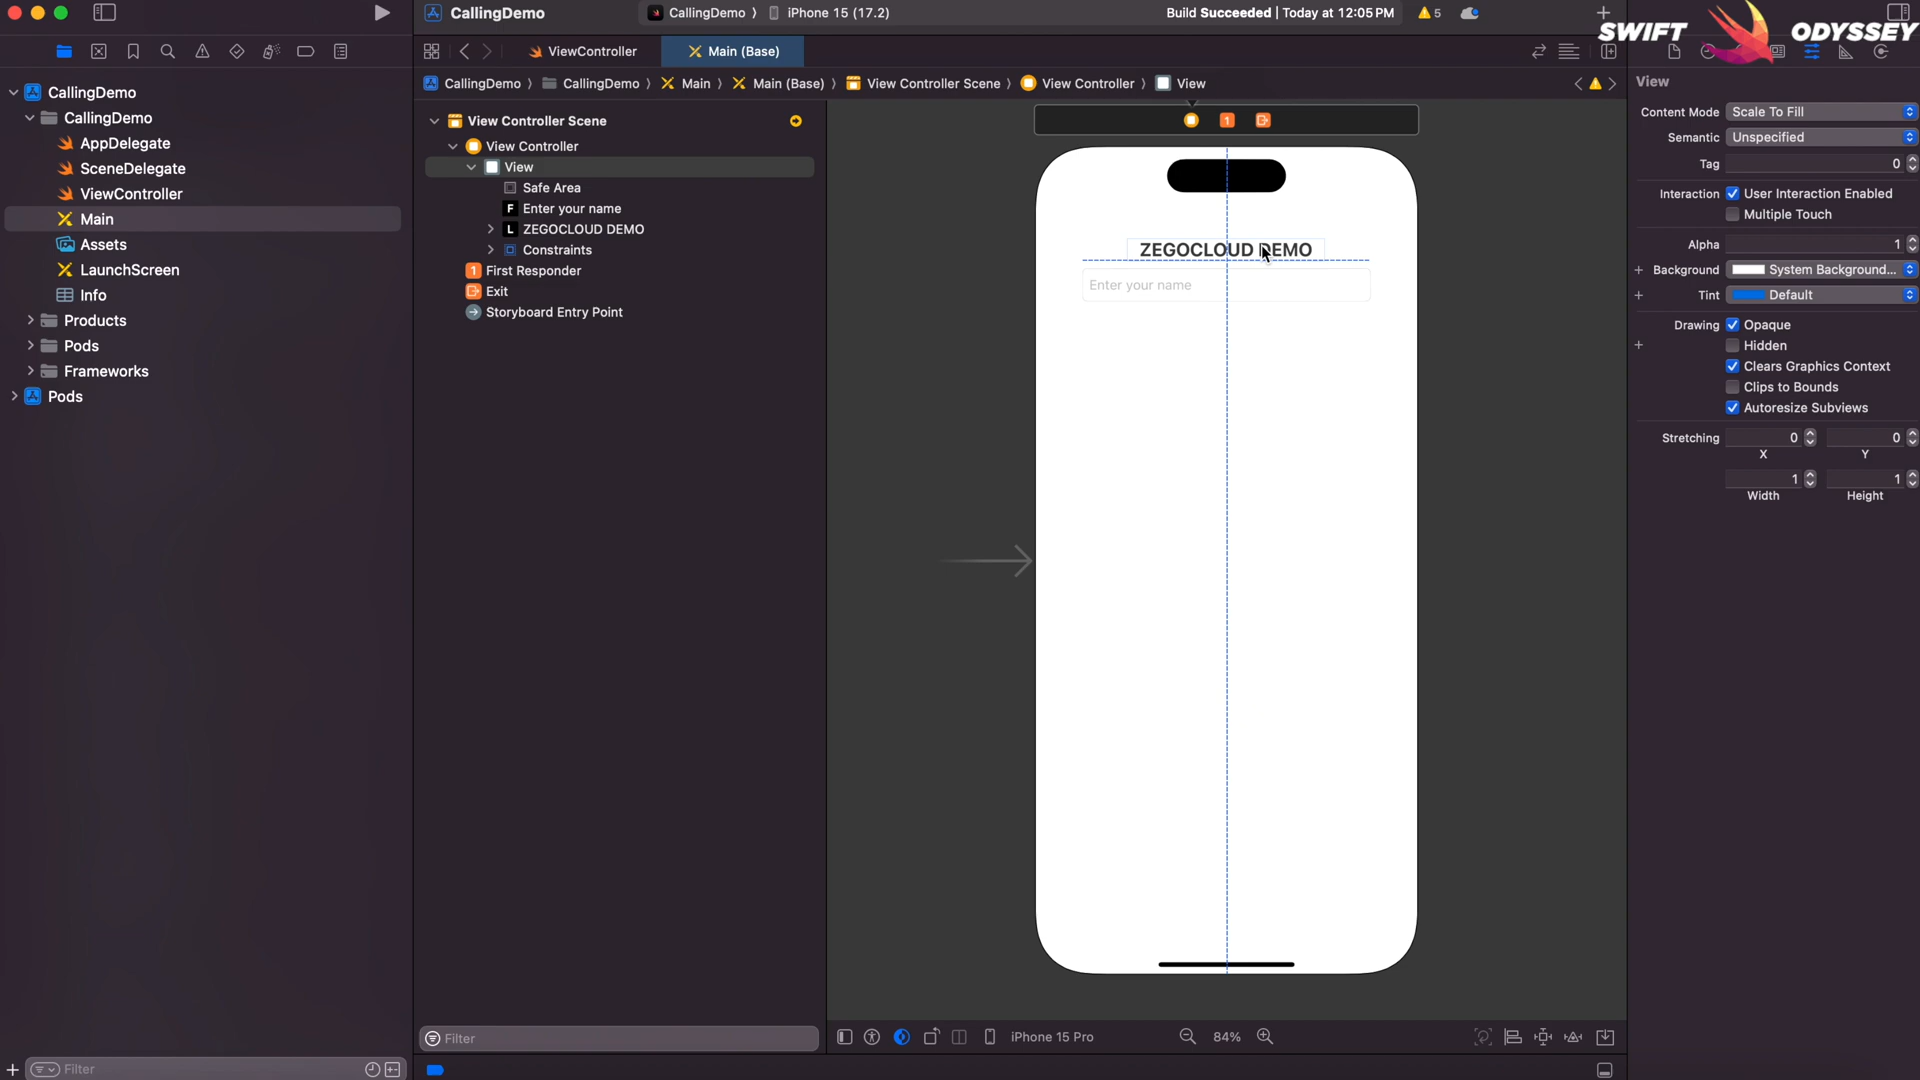 CallingDemo
CallingDemo 〉 iPhone 15 (17.2)
Build Succeeded | Today at 12:05 PM
5
SWIFT ODYSSEY
ViewController
Main (Base)
CallingDemo 〉 CallingDemo 〉 Main 〉 Main (Base) 〉 View Controller Scene 〉 View Controller 〉 View
CallingDemo
CallingDemo
AppDelegate
SceneDelegate
ViewController
Main
Assets
LaunchScreen
Info
Products
Pods
Frameworks
Pods
Filter
View Controller Scene
View Controller
View
Safe Area
F Enter your name
L ZEGOCLOUD DEMO
Constraints
1 First Responder
Exit
Storyboard Entry Point
Filter
1
ZEGOCLOUD DEMO
Enter your name
iPhone 15 Pro
84%
View
Content Mode Scale To Fill
Semantic Unspecified
Tag 0
Interaction User Interaction Enabled
Multiple Touch
Alpha 1
+ Background System Background...
+ Tint Default
Drawing Opaque
+ Hidden
Clears Graphics Context
Clips to Bounds
Autoresize Subviews
Stretching 0 0
X Y
1 1
Width Height